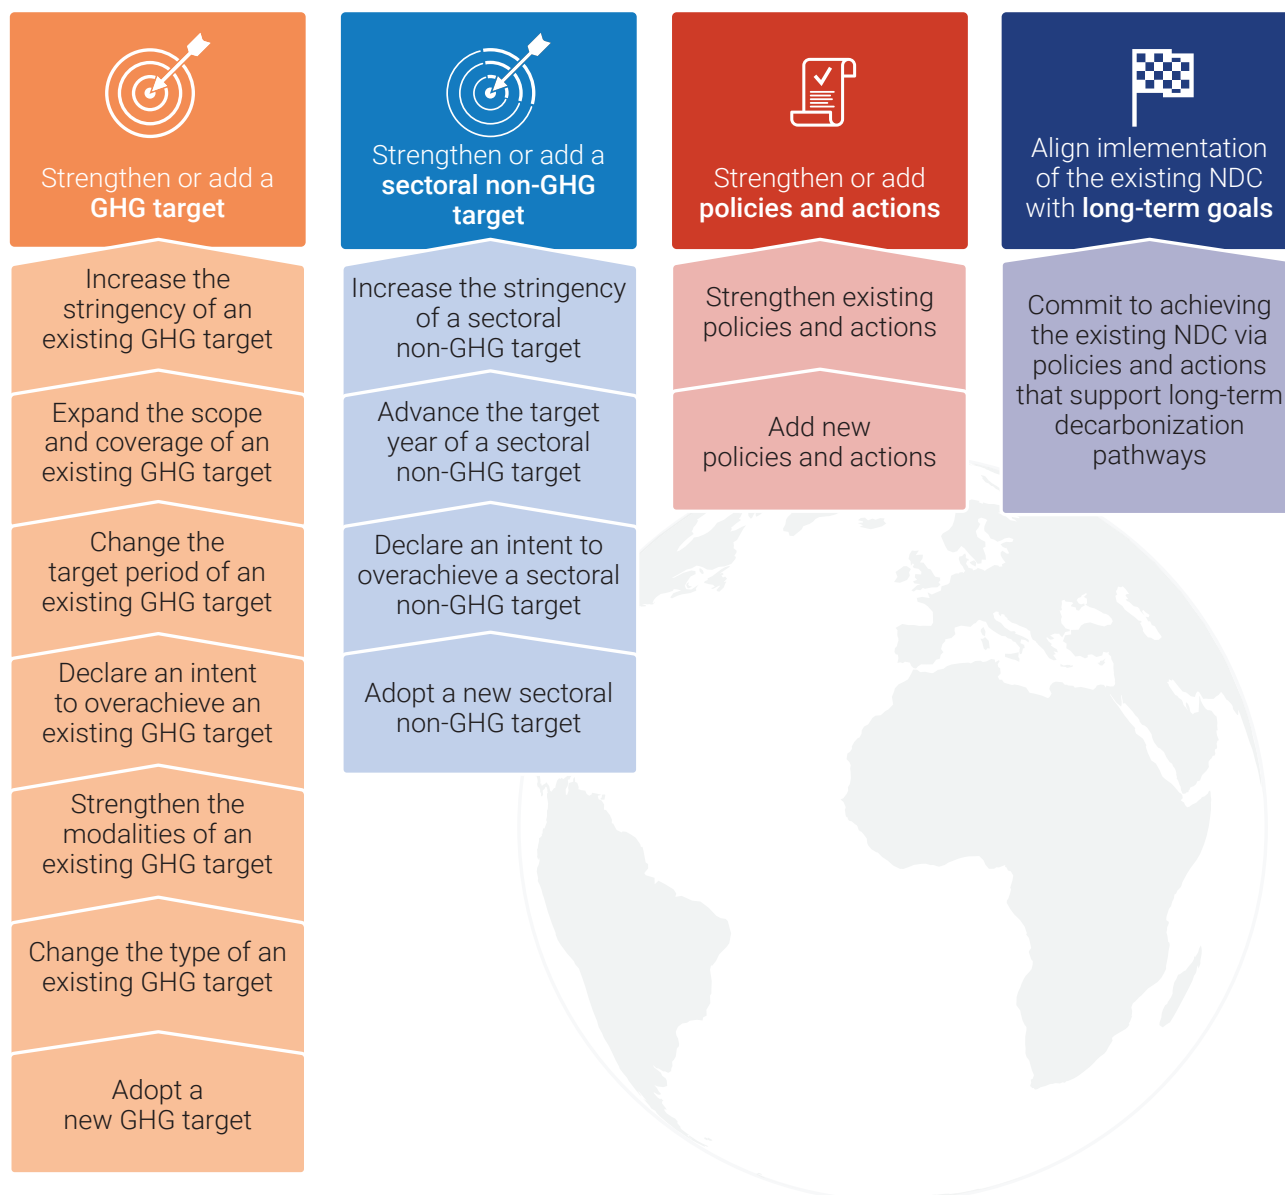 Strengthen or add a
GHG target
Increase the
stringency of an
existing GHG target
Expand the scope
and coverage of an
existing GHG target
Change the
target period of an
existing GHG target
Declare an intent
to overachieve an
existing GHG target
Strengthen the
modalities of an
existing GHG target
Change the type of an
existing GHG target
Adopt a
new GHG target
Strengthen or add a
sectoral non-GHG
target
Increase the stringency
of a sectoral
non-GHG target
Advance the target
year of a sectoral
non-GHG target
Declare an intent to
overachieve a sectoral
non-GHG target
Adopt a new sectoral
non-GHG target
Strengthen or add
policies and actions
Strengthen existing
policies and actions
Add new
policies and actions
Align imlementation
of the existing NDC
with long-term goals
Commit to achieving
the existing NDC via
policies and actions
that support long-term
decarbonization
pathways